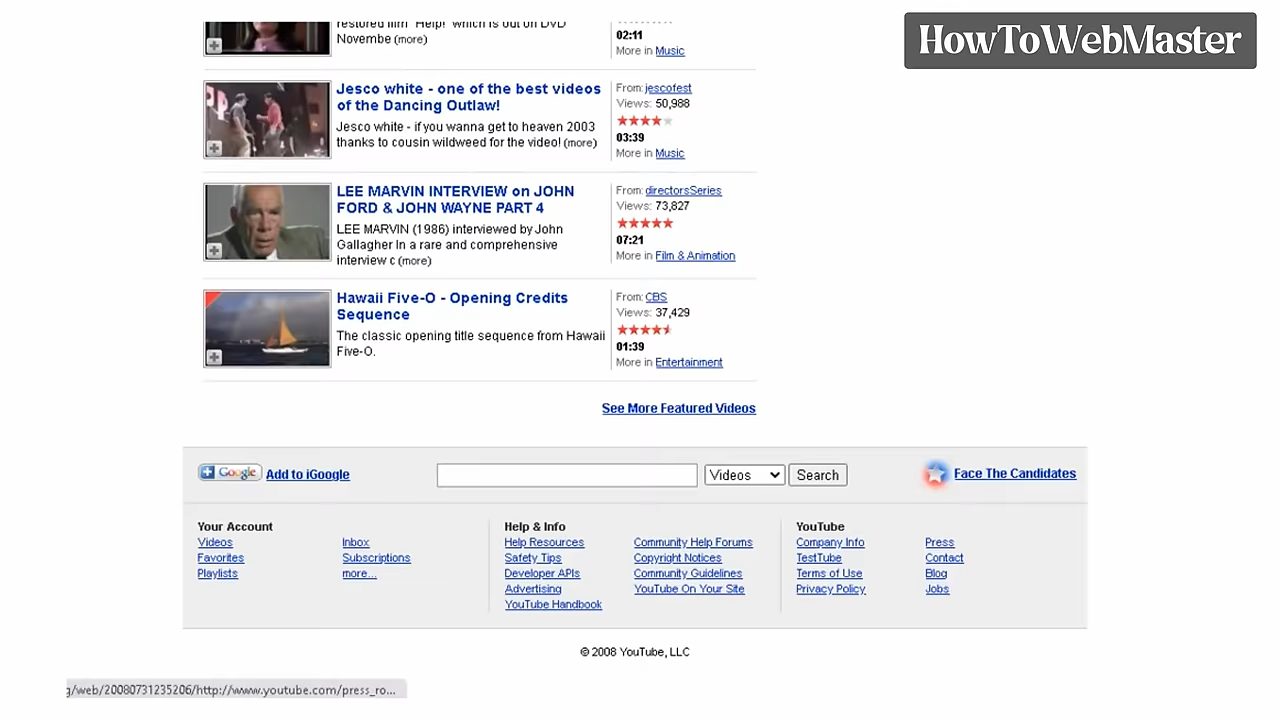 HowToWebMaster
restored film "Help!" which is out on DVD
Novembe (more)
02:11
More in Music
Jesco white - one of the best videos
of the Dancing Outlaw!
Jesco white - if you wanna get to heaven 2003
thanks to cousin wildweed for the video! (more)
From: jescofest
Views: 50,988
03:39
More in Music
LEE MARVIN INTERVIEW on JOHN
FORD & JOHN WAYNE PART 4
LEE MARVIN (1986) interviewed by John
Gallagher In a rare and comprehensive
interview c (more)
From: directorsSeries
Views: 73,827
07:21
More in Film & Animation
Hawaii Five-O - Opening Credits
Sequence
The classic opening title sequence from Hawaii
Five-O.
From: CBS
Views: 37,429
01:39
More in Entertainment
See More Featured Videos
Google Add to iGoogle
Videos Search
Face The Candidates
Your Account
Videos
Favorites
Playlists
Inbox
Subscriptions
more...
Help & Info
Help Resources
Safety Tips
Developer APIs
Advertising
YouTube Handbook
Community Help Forums
Copyright Notices
Community Guidelines
YouTube On Your Site
YouTube
Company Info
TestTube
Terms of Use
Privacy Policy
Press
Contact
Blog
Jobs
© 2008 YouTube, LLC
g/web/20080731235206/http://www.youtube.com/press_ro...